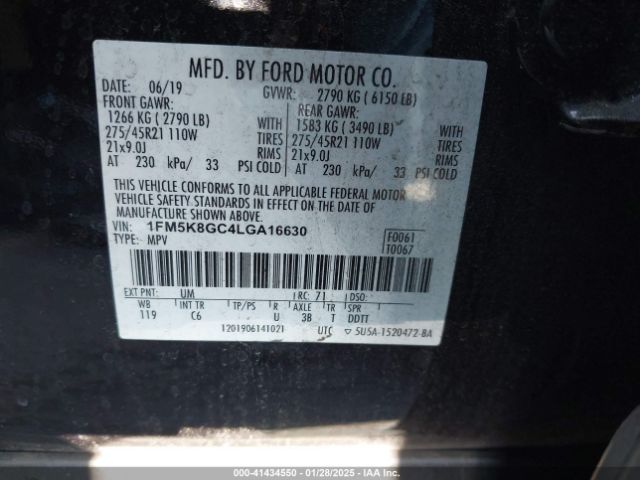 MFD. BY FORD MOTOR CO.
DATE: 06/19 GVWR: 2790 KG ( 6150 LB)
FRONT GAWR: REAR GAWR:
1266 KG ( 2790 LB) WITH 1583 KG ( 3490 LB) WITH
275/45R21 110W TIRES 275/45R21 110W TIRES
21x9.0J RIMS 21x9.0J RIMS
AT 230 kPa/ 33 PSI COLD AT 230 kPa/ 33 PSI COLD
THIS VEHICLE CONFORMS TO ALL APPLICABLE FEDERAL MOTOR
VEHICLE SAFETY STANDARDS IN EFFECT ON THE DATE OF
MANUFACTURE SHOWN ABOVE.
VIN: 1FM5K8GC4LGA16630 F0061
TYPE: MPV T0067
EXT PNT: UM RC: 71 DSO:
WB INT TR TP/PS R AXLE TR SPR
119 C6 U 3B T DDTT
1201906141021 UTC ▽ 5U5A-1520472-BA
000-41434550 | 01/28/2025 | IAA, Inc.